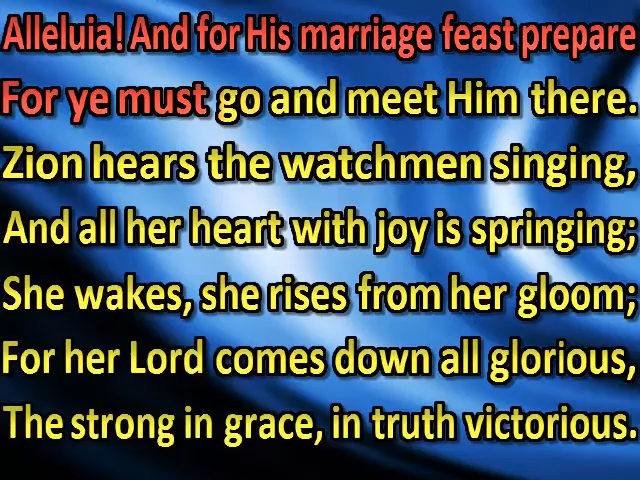 Alleluia! And for His marriage feast prepare
For ye must go and meet Him there.
Zion hears the watchmen singing,
And all her heart with joy is springing;
She wakes, she rises from her gloom;
For her Lord comes down all glorious,
The strong in grace, in truth victorious.